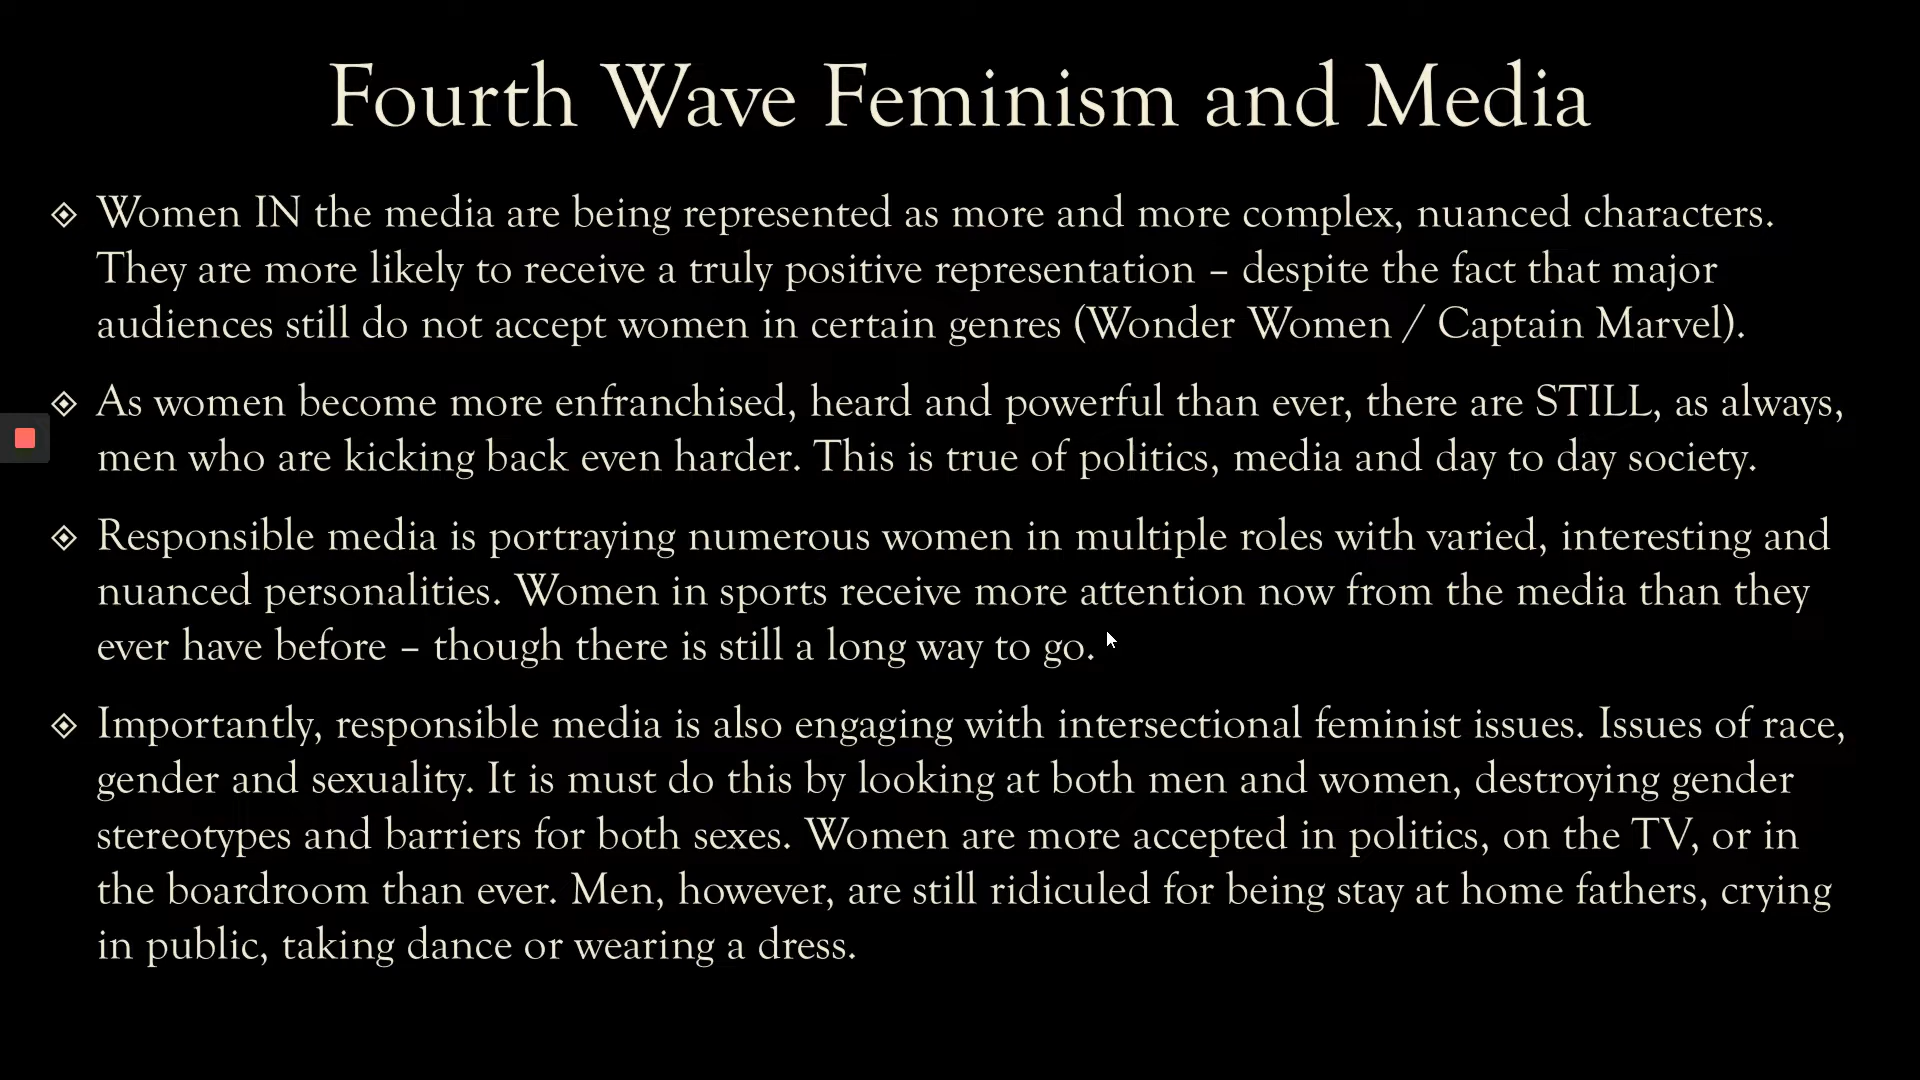 Fourth Wave Feminism and Media
Women IN the media are being represented as more and more complex, nuanced characters.
They are more likely to receive a truly positive representation – despite the fact that major
audiences still do not accept women in certain genres (Wonder Women / Captain Marvel).
As women become more enfranchised, heard and powerful than ever, there are STILL, as always,
men who are kicking back even harder. This is true of politics, media and day to day society.
Responsible media is portraying numerous women in multiple roles with varied, interesting and
nuanced personalities. Women in sports receive more attention now from the media than they
ever have before – though there is still a long way to go.
Importantly, responsible media is also engaging with intersectional feminist issues. Issues of race,
gender and sexuality. It is must do this by looking at both men and women, destroying gender
stereotypes and barriers for both sexes. Women are more accepted in politics, on the TV, or in
the boardroom than ever. Men, however, are still ridiculed for being stay at home fathers, crying
in public, taking dance or wearing a dress.